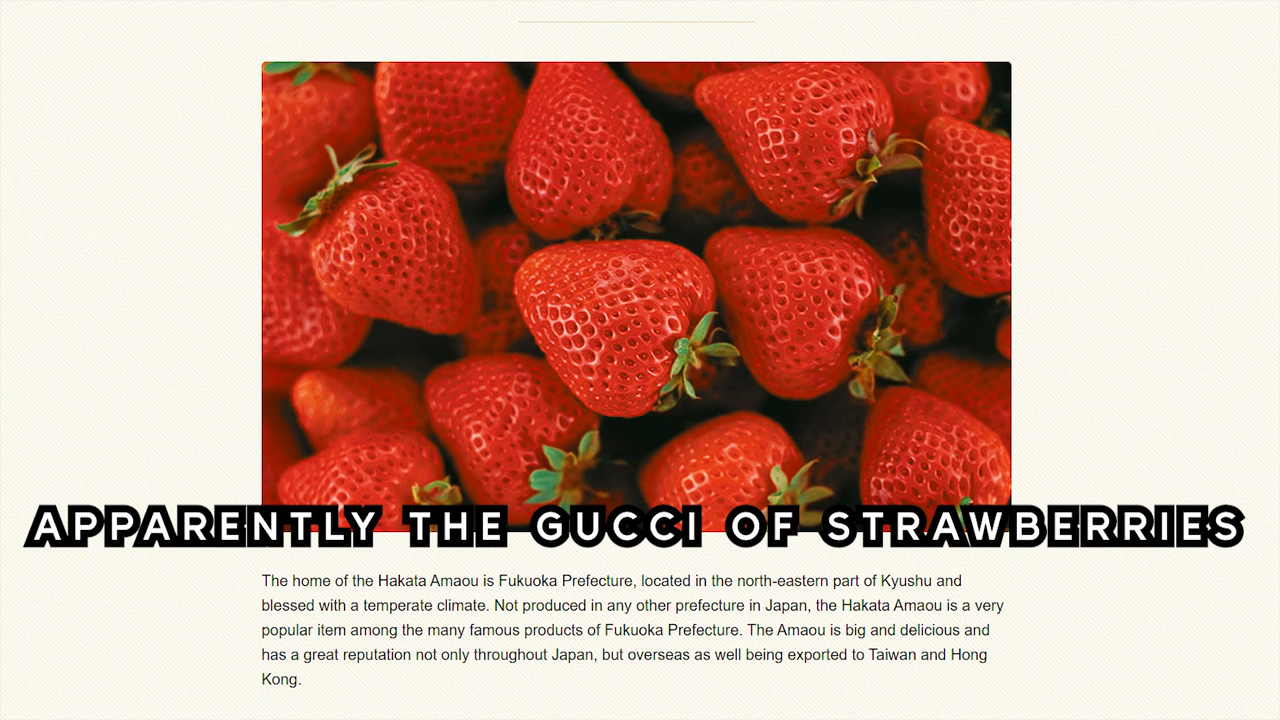 APPARENTLY THE GUCCI OF STRAWBERRIES
The home of the Hakata Amaou is Fukuoka Prefecture, located in the north-eastern part of Kyushu and
blessed with a temperate climate. Not produced in any other prefecture in Japan, the Hakata Amaou is a very
popular item among the many famous products of Fukuoka Prefecture. The Amaou is big and delicious and
has a great reputation not only throughout Japan, but overseas as well being exported to Taiwan and Hong
Kong.